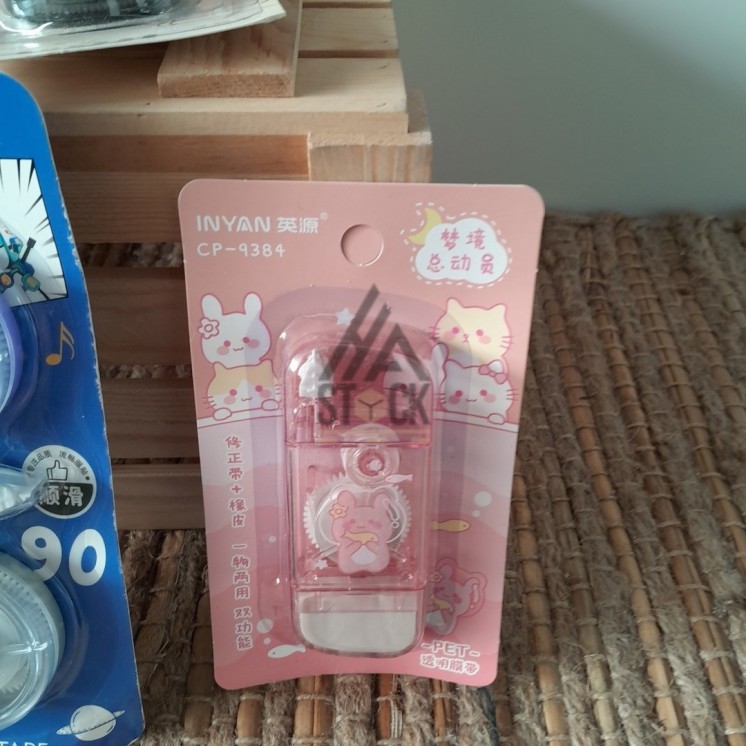 INYAN 英源®
CP-9384
梦境
总动员
STCK
修正带+橡皮 一物两用 双功能
-PET-
透明膜带
顺滑
90